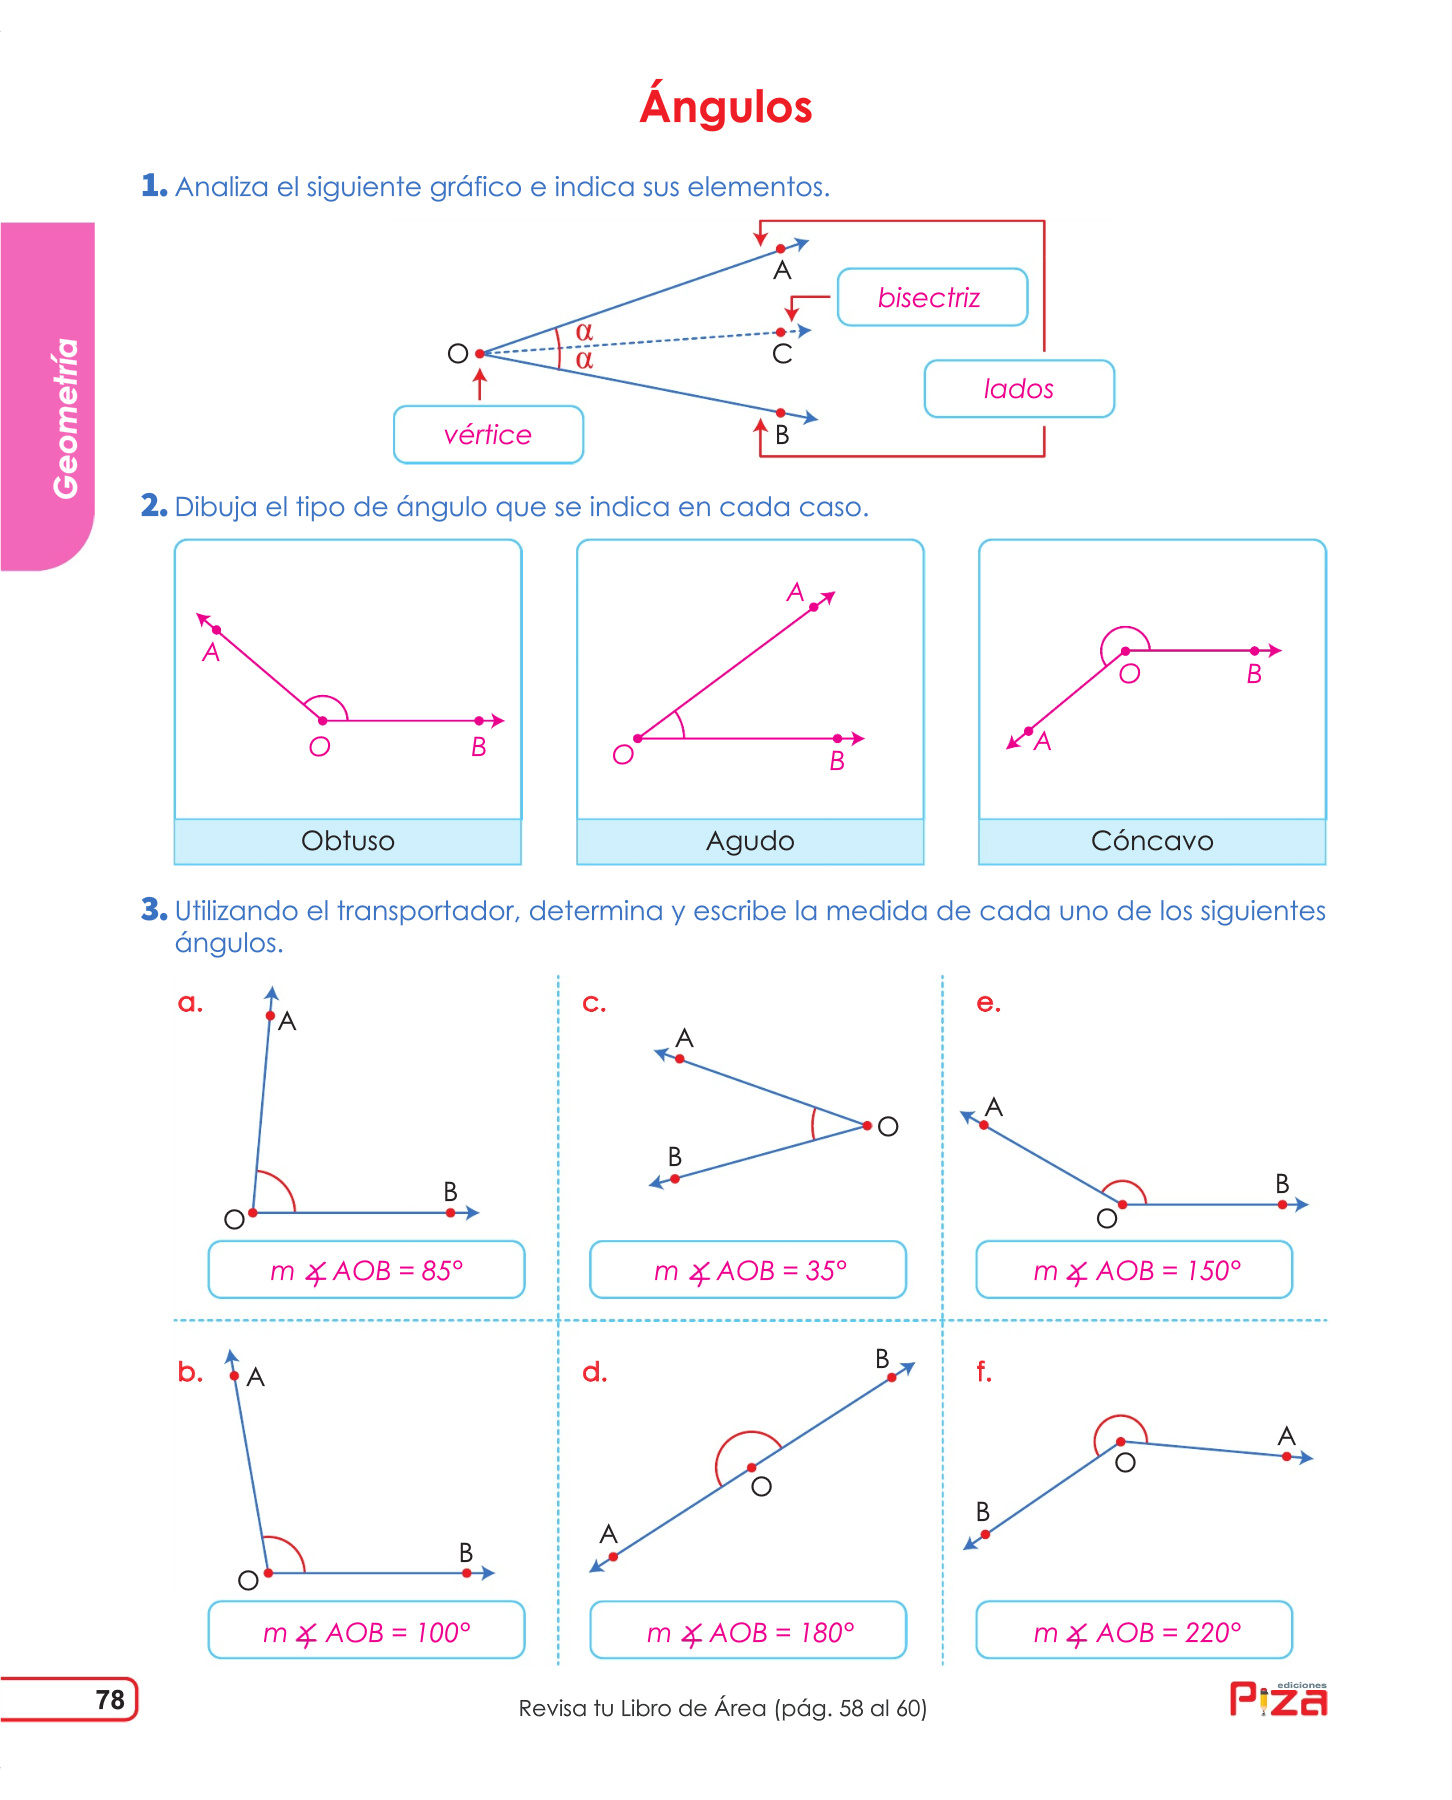 Ángulos
Geometría
1. Analiza el siguiente gráfico e indica sus elementos.
A
bisectriz
α
O
C
α
lados
vértice
B
2. Dibuja el tipo de ángulo que se indica en cada caso.
A
O
B
Obtuso
A
O
B
Agudo
O
B
A
Cóncavo
3. Utilizando el transportador, determina y escribe la medida de cada uno de los siguientes
ángulos.
a.
A
B
O
m ∡ AOB = 85°
c.
A
O
B
m ∡ AOB = 35°
e.
A
B
O
m ∡ AOB = 150°
b.
A
B
O
m ∡ AOB = 100°
d.
B
O
A
m ∡ AOB = 180°
f.
A
O
B
m ∡ AOB = 220°
78
Revisa tu Libro de Área (pág. 58 al 60)
ediciones
Piza